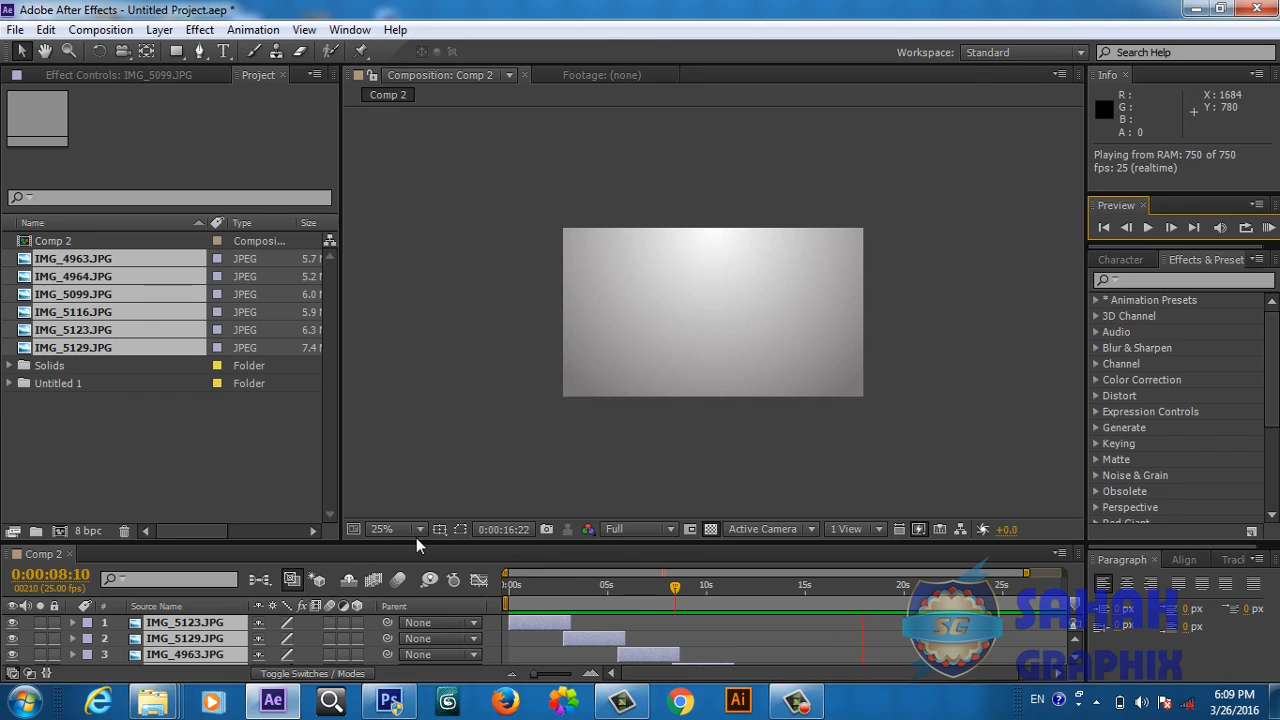 Adobe After Effects - Untitled Project.aep *
File Edit Composition Layer Effect Animation View Window Help
Workspace: Standard Search Help
Effect Controls: IMG_5099.JPG Project
Composition: Comp 2 Footage: (none)
Comp 2
Info
R : X : 1684
G : Y : 780
B :
A : 0
Playing from RAM: 750 of 750
fps: 25 (realtime)
Preview
Character Effects & Preset
Name Type Size
Comp 2 Composi...
IMG_4963.JPG JPEG 5.7
IMG_4964.JPG JPEG 5.2
IMG_5099.JPG JPEG 6.0
IMG_5116.JPG JPEG 5.9
IMG_5123.JPG JPEG 6.3
IMG_5129.JPG JPEG 7.4
Solids Folder
Untitled 1 Folder
* Animation Presets
3D Channel
Audio
Blur & Sharpen
Channel
Color Correction
Distort
Expression Controls
Generate
Keying
Matte
Noise & Grain
Obsolete
Perspective
8 bpc
25% 0:00:16:22 Full Active Camera 1 View +0.0
Comp 2
0:00:08:10
00210 (25.00 fps)
:00s 05s 10s 15s 20s 25s
# Source Name Parent
1 IMG_5123.JPG None
2 IMG_5129.JPG None
3 IMG_4963.JPG None
Toggle Switches / Modes
Paragraph Align Track
0 px 0 px 0 px
0 px 0 px
SC
SAHAK
GRAPHIX
Ae Ps Ai
EN 6:09 PM
3/26/2016